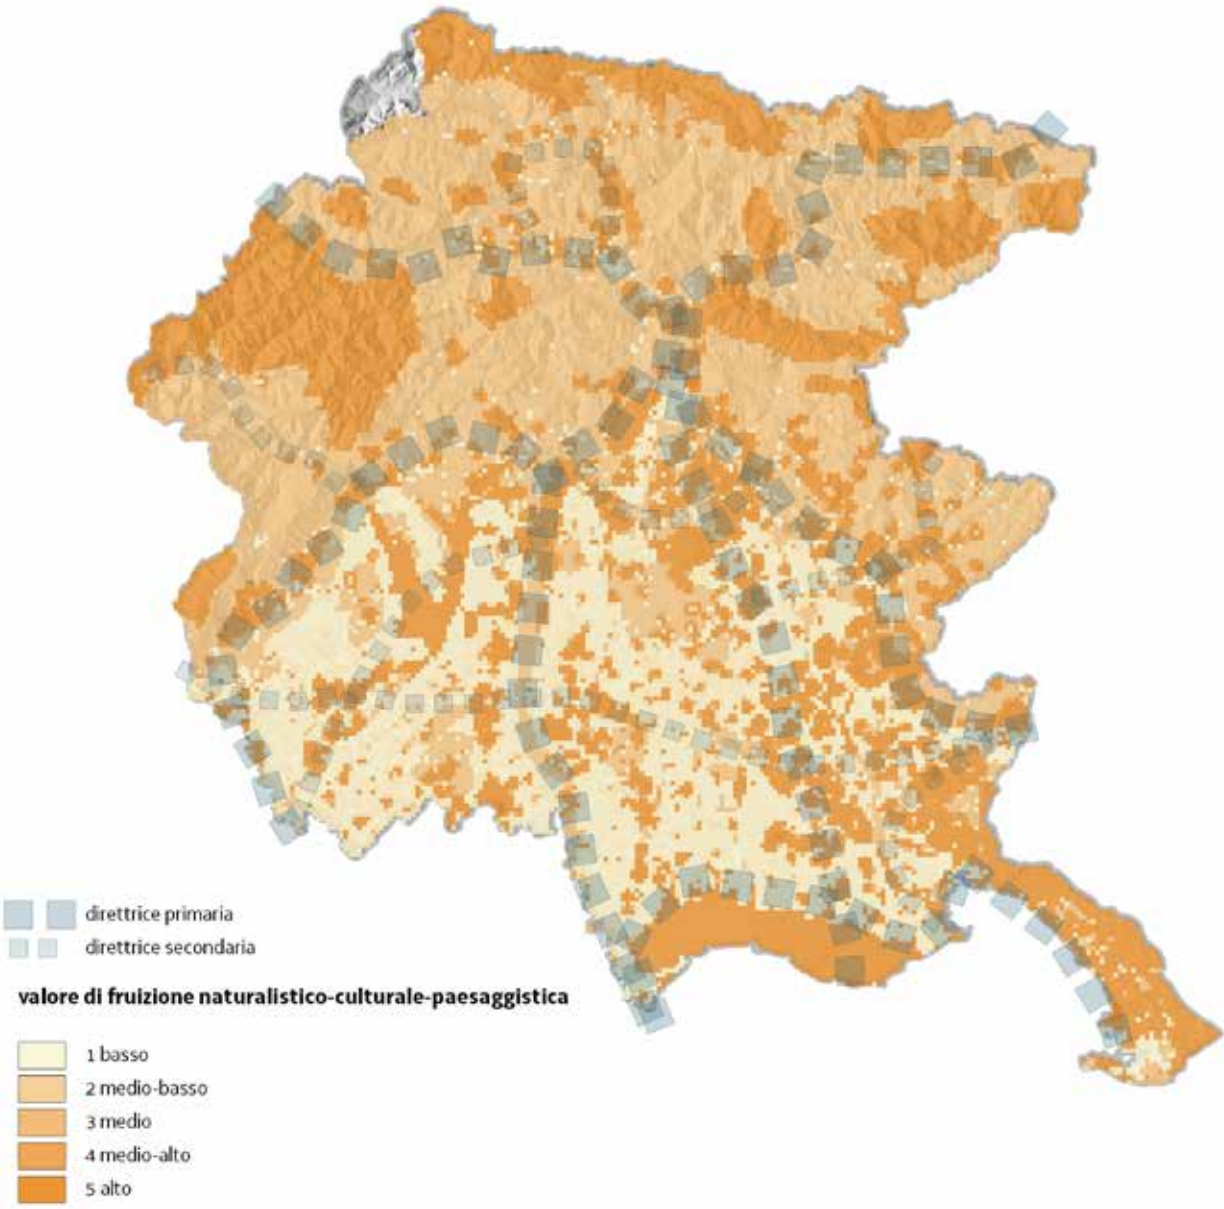 direttrice primaria
direttrice secondaria
valore di fruizione naturalistico-culturale-paesaggistica
1 basso
2 medio-basso
3 medio
4 medio-alto
5 alto